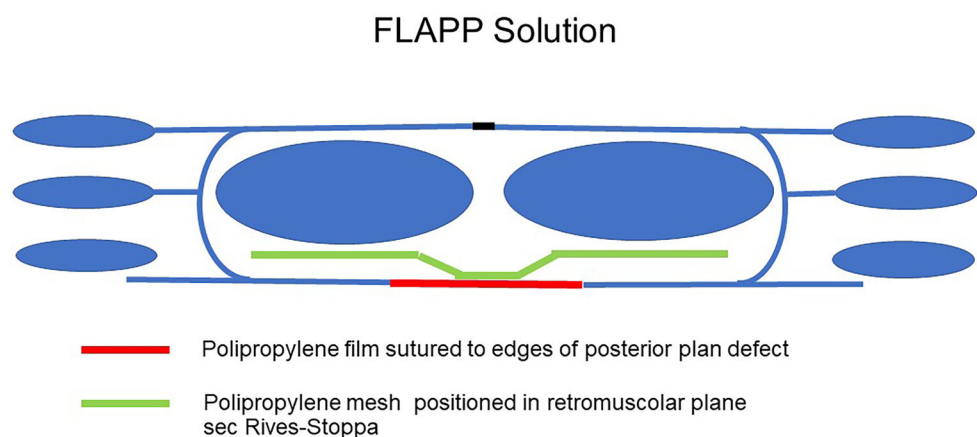 FLAPP Solution
Polipropylene film sutured to edges of posterior plan defect
Polipropylene mesh positioned in retromuscolar plane
sec Rives-Stoppa